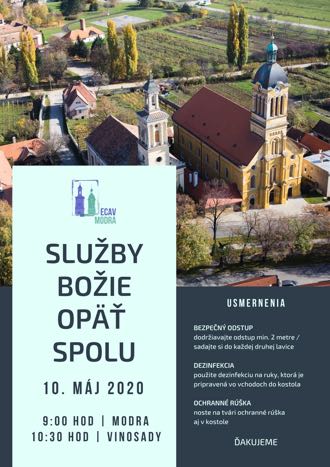 ECAV
MODRA
SLUŽBY
BOŽIE
OPÄŤ
SPOLU
10. MÁJ 2020
9:00 HOD | MODRA
10:30 HOD | VINOSADY
USMERNENIA
BEZPEČNÝ ODSTUP
dodržiavajte odstup min. 2 metre /
sadajte si do každej druhej lavice
DEZINFEKCIA
použite dezinfekciu na ruky, ktorá je
pripravená vo vchodoch do kostola
OCHRANNÉ RÚŠKA
noste na tvári ochranné rúška
aj v kostole
ĎAKUJEME